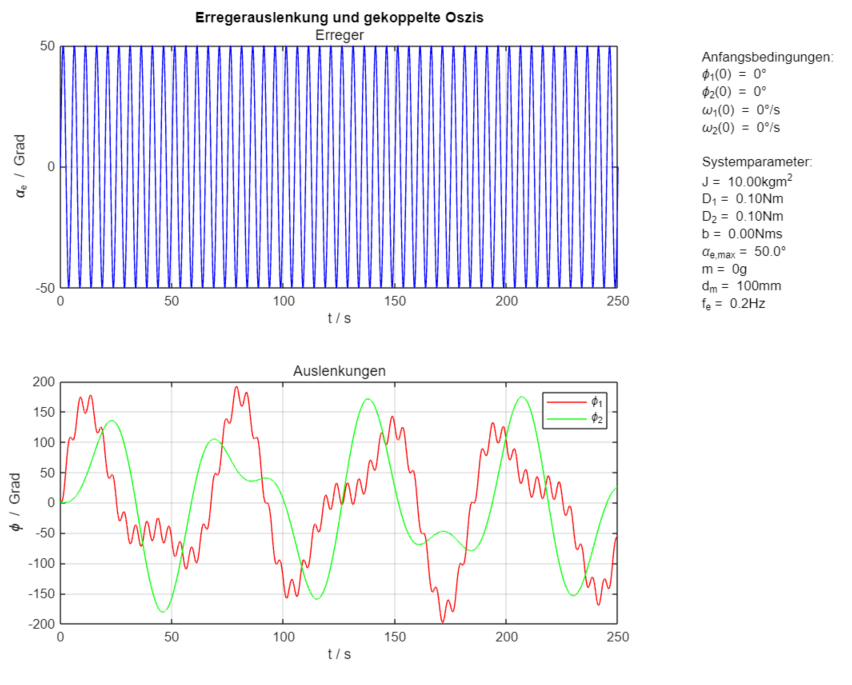 Erregerauslenkung und gekoppelte Oszis
Erreger
50
0
-50
α_e / Grad
0 50 100 150 200 250
t / s
Anfangsbedingungen:
ϕ₁(0) = 0°
ϕ₂(0) = 0°
ω₁(0) = 0°/s
ω₂(0) = 0°/s
Systemparameter:
J = 10.00kgm²
D₁ = 0.10Nm
D₂ = 0.10Nm
b = 0.00Nms
α_e,max = 50.0°
m = 0g
d_m = 100mm
f_e = 0.2Hz
Auslenkungen
200
150
100
50
0
-50
-100
-150
-200
ϕ / Grad
ϕ₁
ϕ₂
0 50 100 150 200 250
t / s